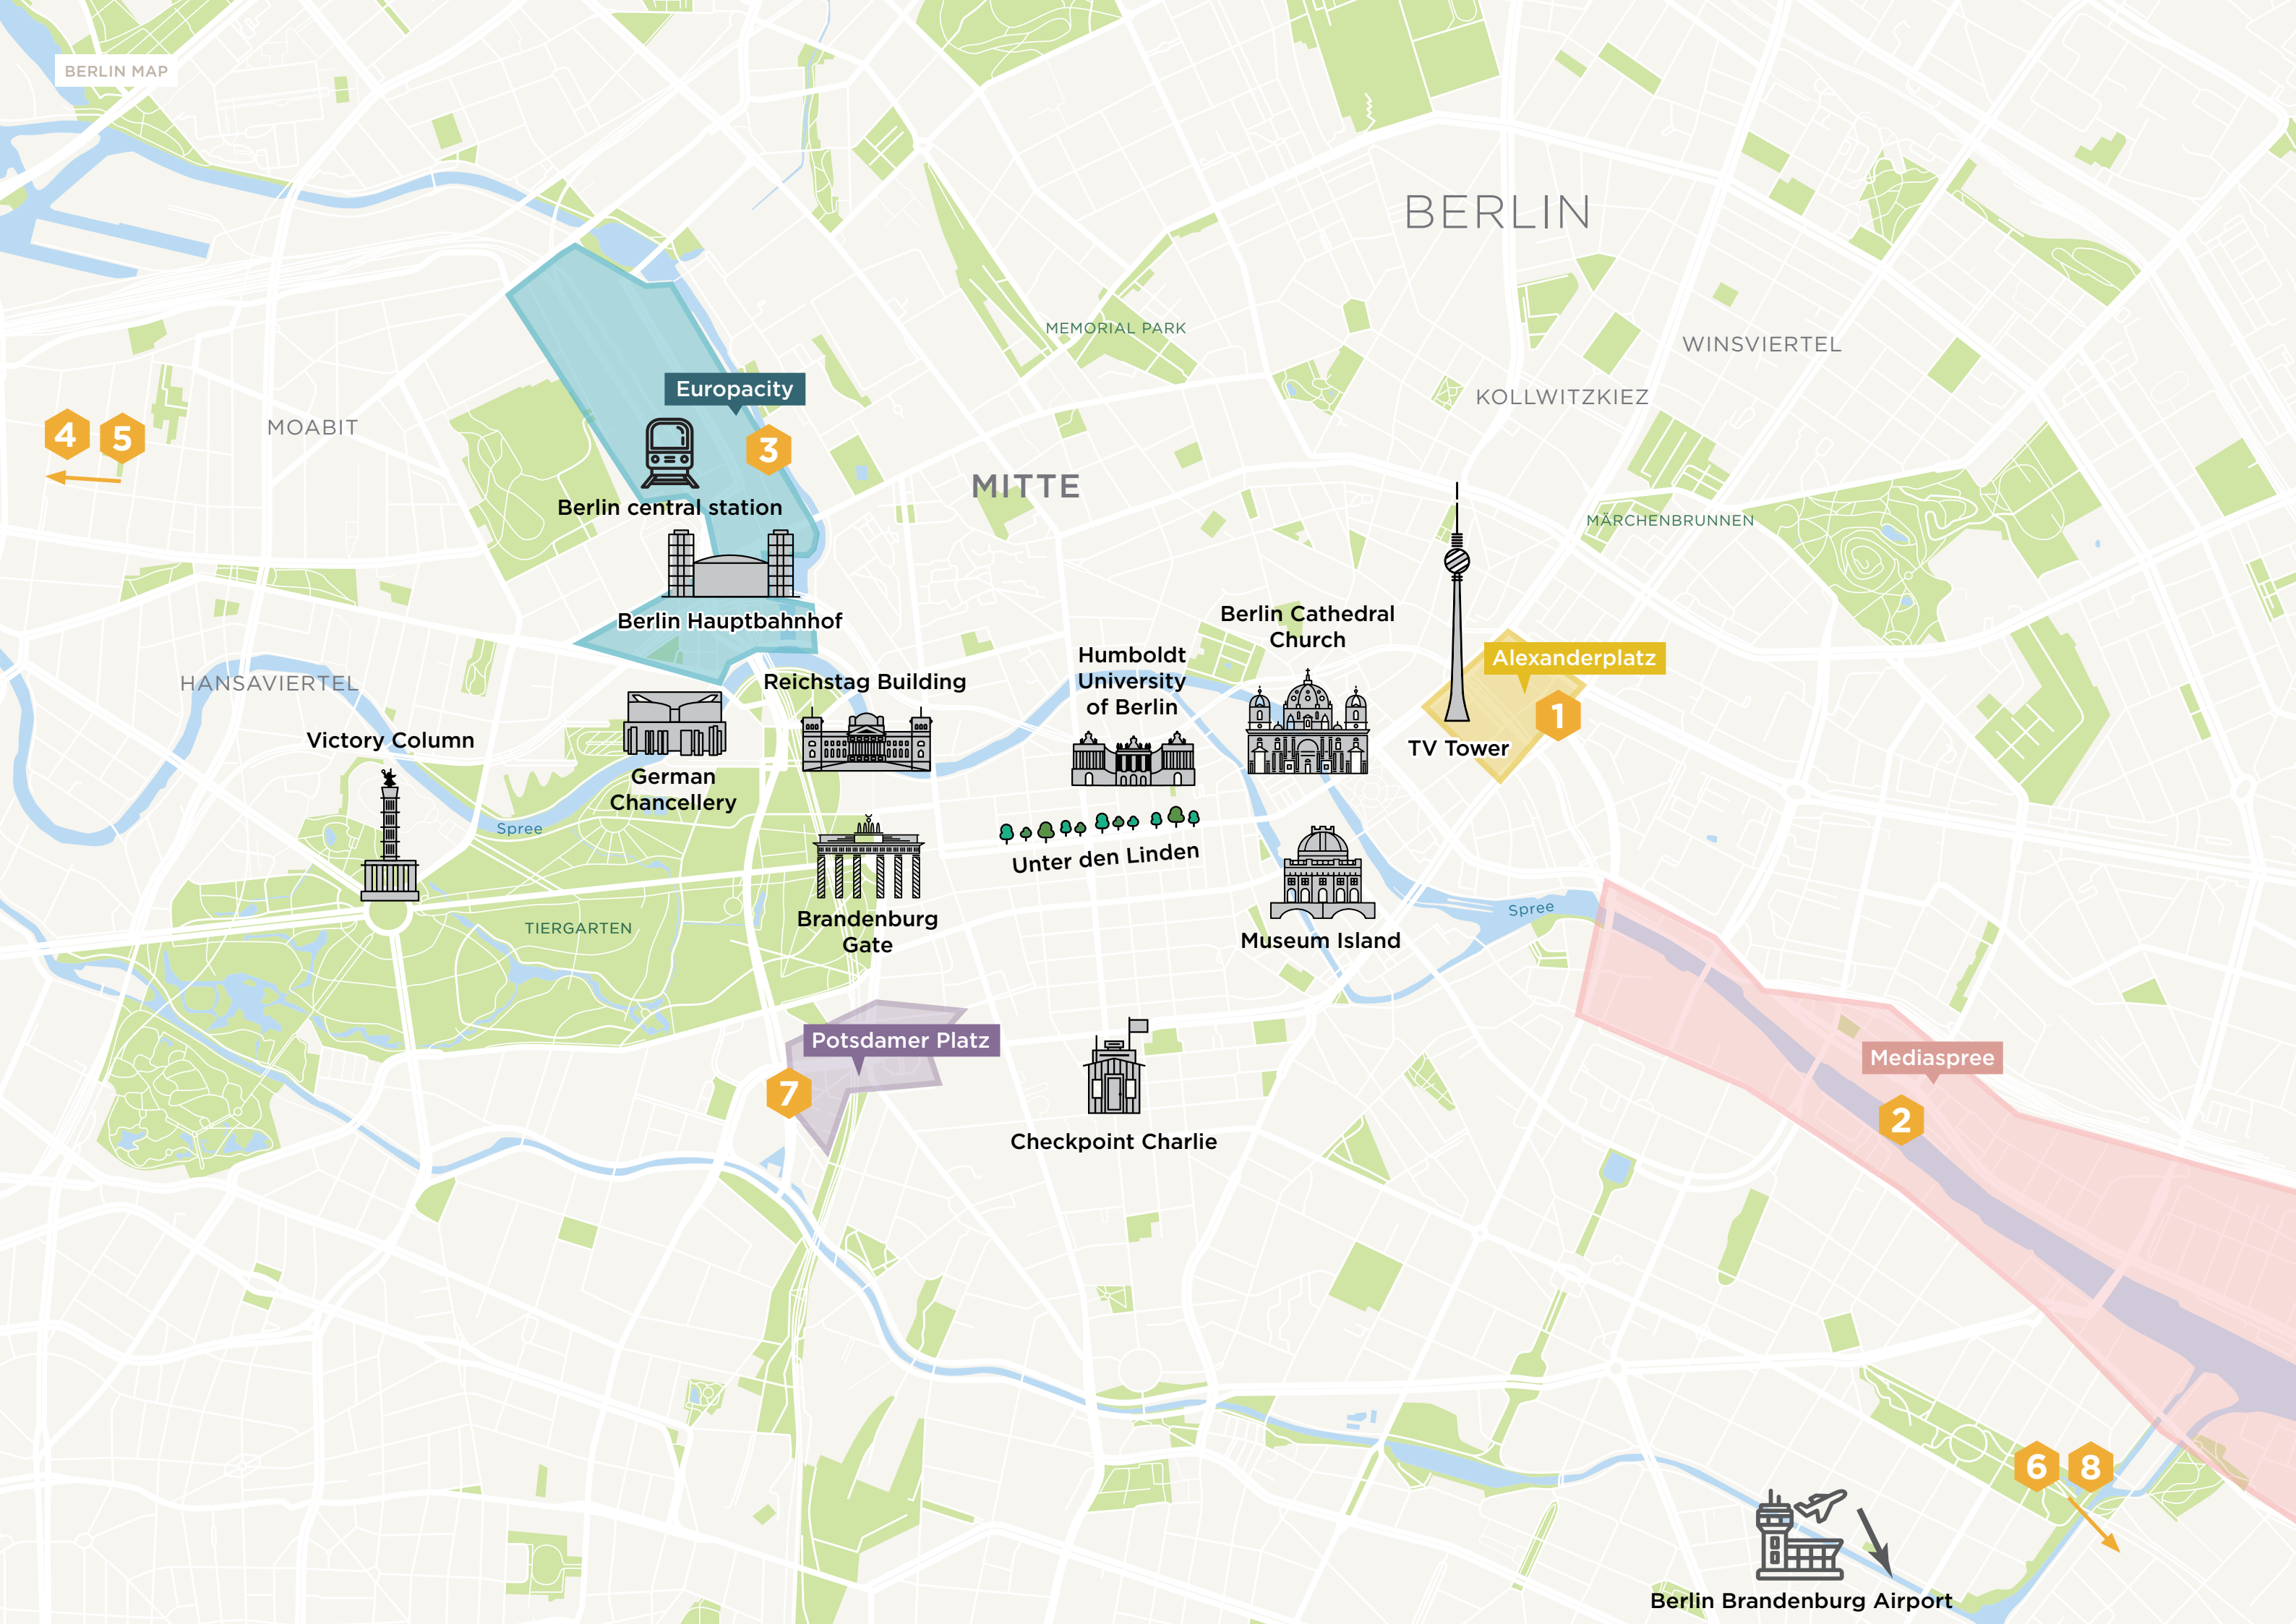 BERLIN MAP
BERLIN
MEMORIAL PARK
WINSVIERTEL
Europacity
KOLLWITZKIEZ
4
5
MOABIT
3
MITTE
Berlin central station
MÄRCHENBRUNNEN
Berlin Hauptbahnhof
Berlin Cathedral
Church
Humboldt
University
of Berlin
Alexanderplatz
1
HANSAVIERTEL
Reichstag Building
Victory Column
TV Tower
German
Chancellery
Spree
Unter den Linden
Brandenburg
Gate
TIERGARTEN
Museum Island
Spree
Potsdamer Platz
7
Mediaspree
2
Checkpoint Charlie
6
8
Berlin Brandenburg Airport